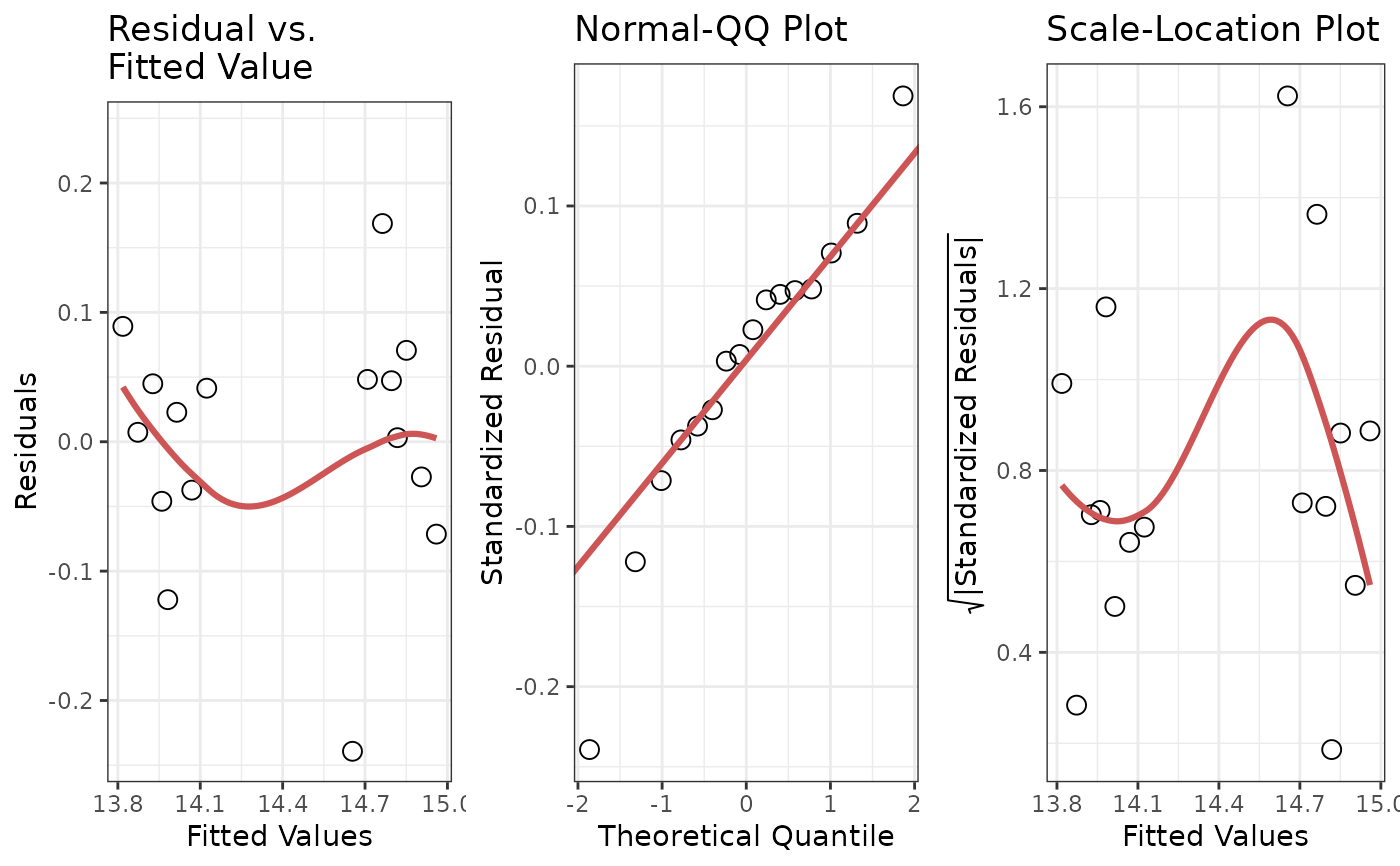 Residual vs.
Fitted Value
Residuals
0.2
0.1
0.0
-0.1
-0.2
13.8 14.1 14.4 14.7 15.0
Fitted Values
Normal-QQ Plot
Standardized Residual
0.1
0.0
-0.1
-0.2
-2 -1 0 1 2
Theoretical Quantile
Scale-Location Plot
√|Standardized Residuals|
1.6
1.2
0.8
0.4
13.8 14.1 14.4 14.7 15.0
Fitted Values